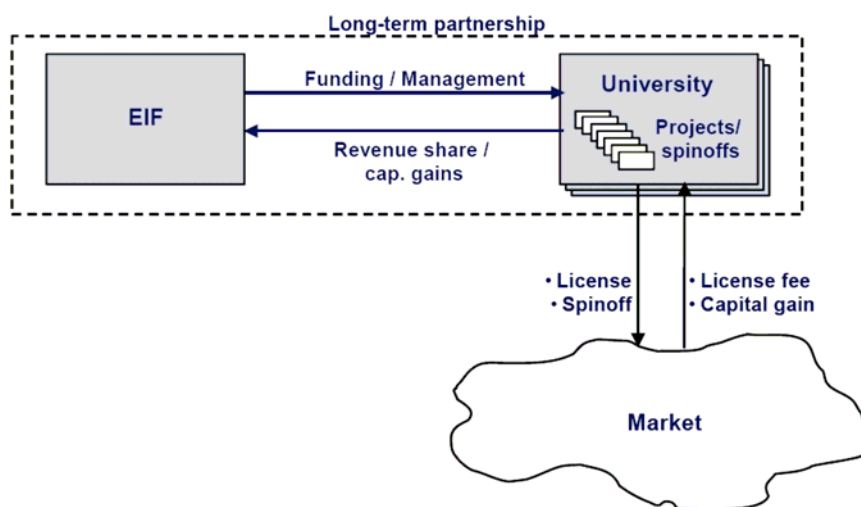 Long-term partnership
EIF
Funding / Management
Revenue share /
cap. gains
University
Projects/
spinoffs
• License
• Spinoff
• License fee
• Capital gain
Market